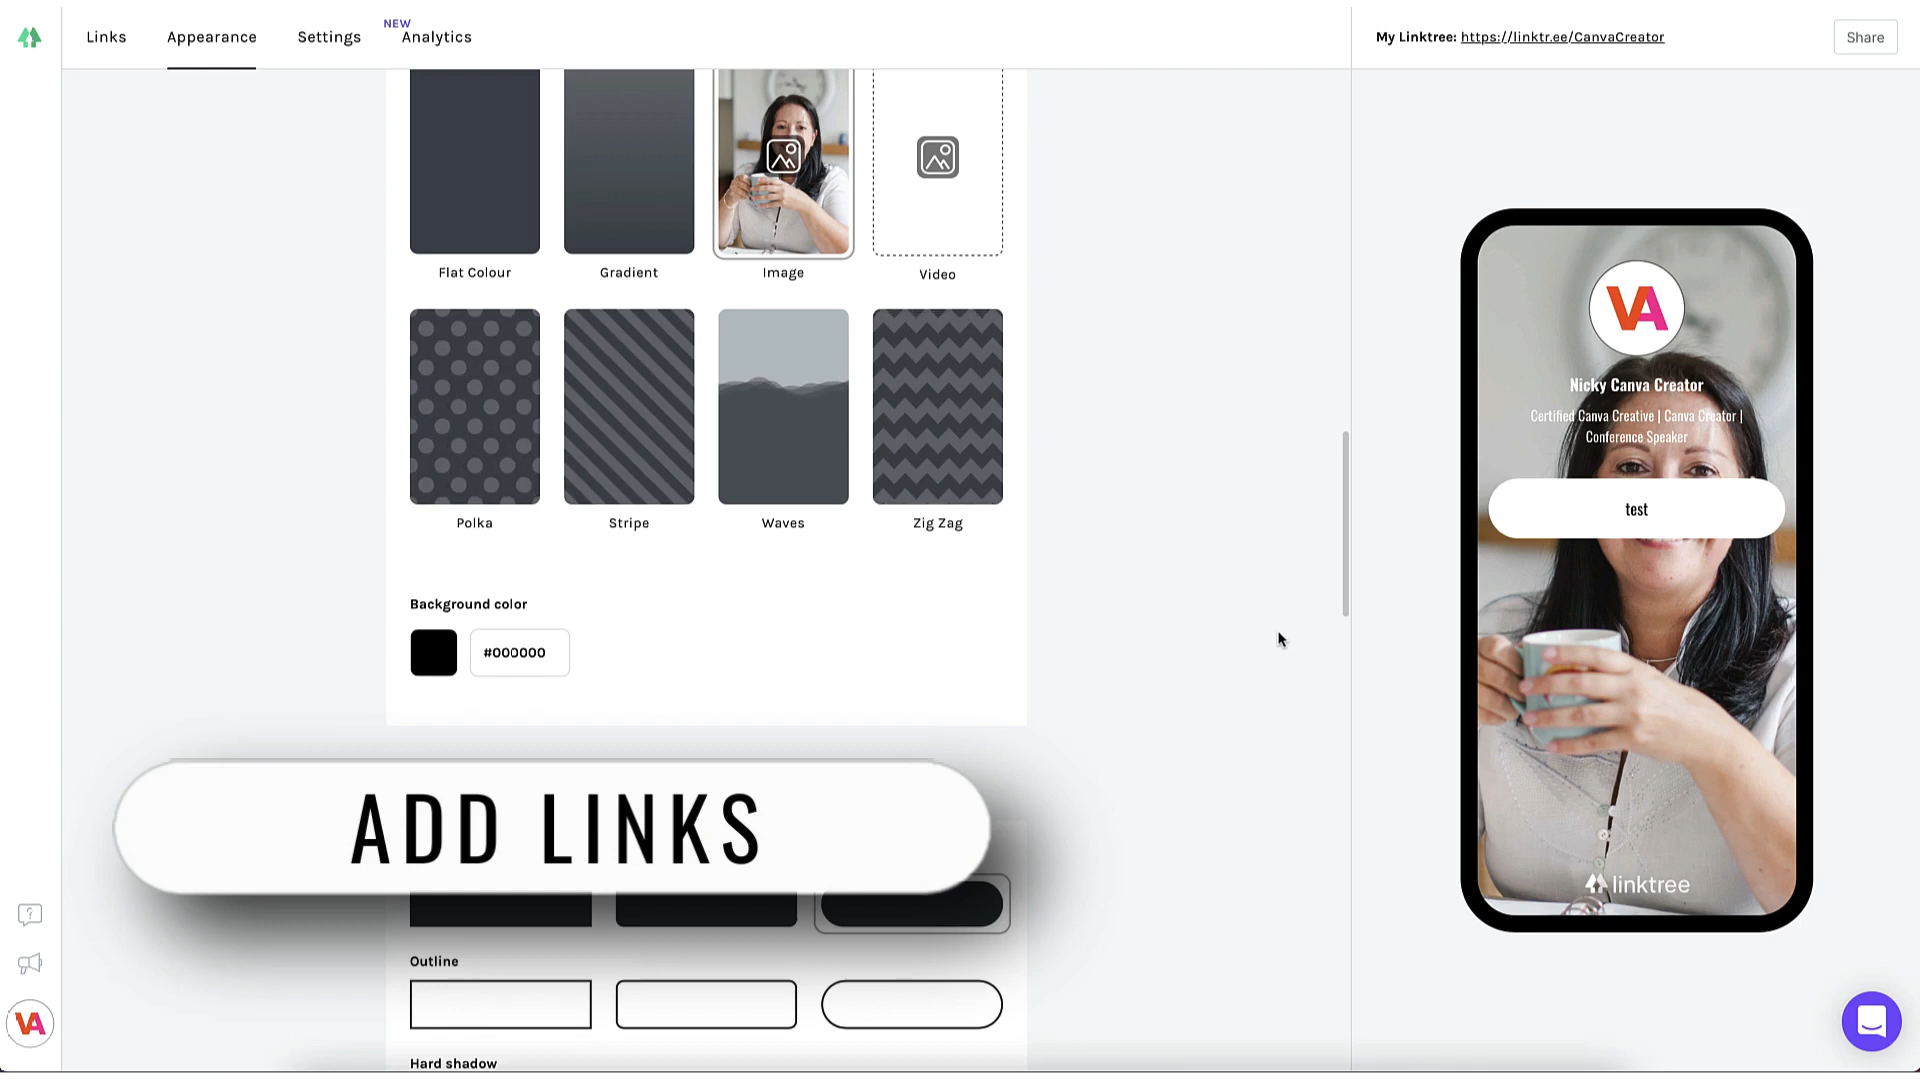 NEW
Links
Appearance
Settings
Analytics
My Linktree: https://linktr.ee/CanvaCreator
Share
Flat Colour
Gradient
Image
Video
Polka
Stripe
Waves
Zig Zag
Background color
#000000
ADD LINKS
Outline
Hard shadow
VA
VA
Nicky Canva Creator
Certified Canva Creative | Canva Creator |
Conference Speaker
test
linktree